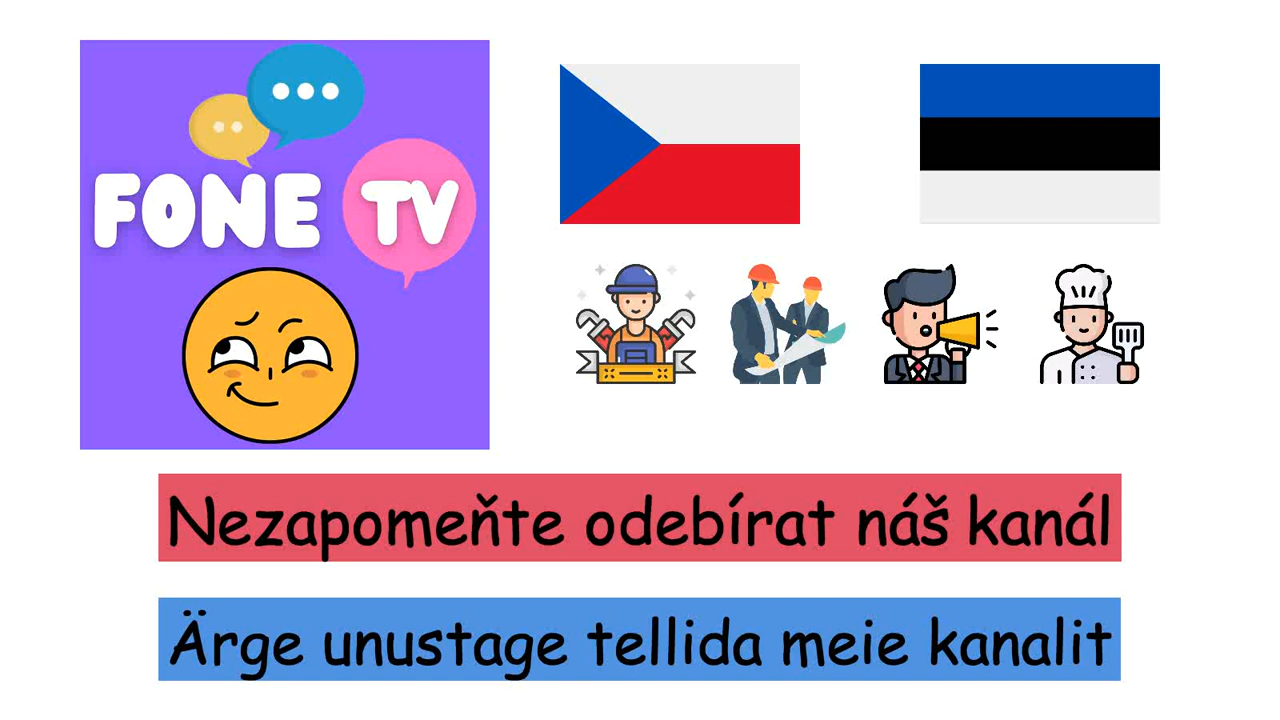 FONE TV
Nezapomeňte odebírat náš kanál
Ärge unustage tellida meie kanalit